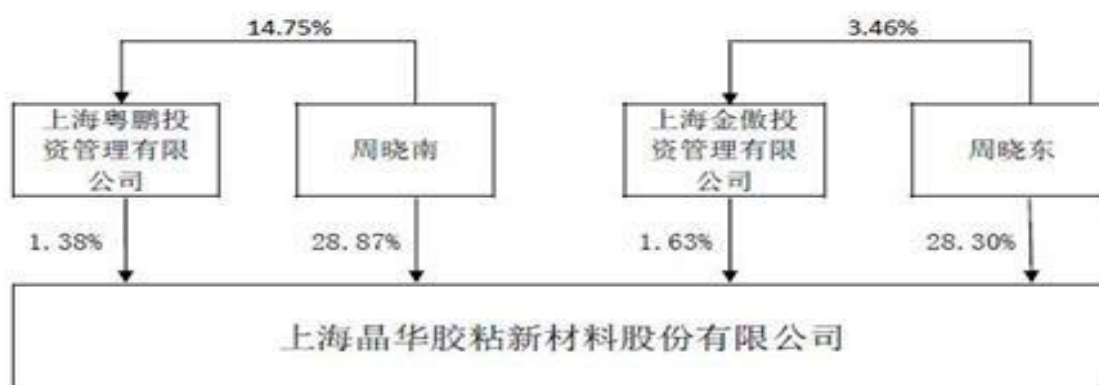 14.75%
3.46%
上海粤鹏投
资管理有限
公司
周晓南
上海金傲投
资管理有限
公司
周晓东
1.38%
28.87%
1.63%
28.30%
上海晶华胶粘新材料股份有限公司